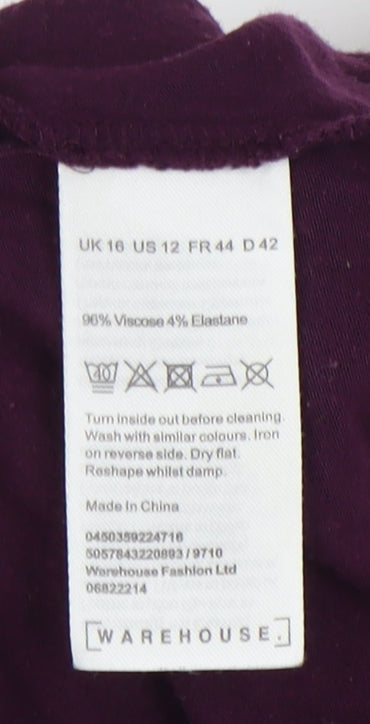 UK 16 US 12 FR 44 D 42
96% Viscose 4% Elastane
40
Turn inside out before cleaning.
Wash with similar colours. Iron
on reverse side. Dry flat.
Reshape whilst damp.
Made In China
0450359224716
5057843220893 / 9710
Warehouse Fashion Ltd
06822214
[WAREHOUSE.]